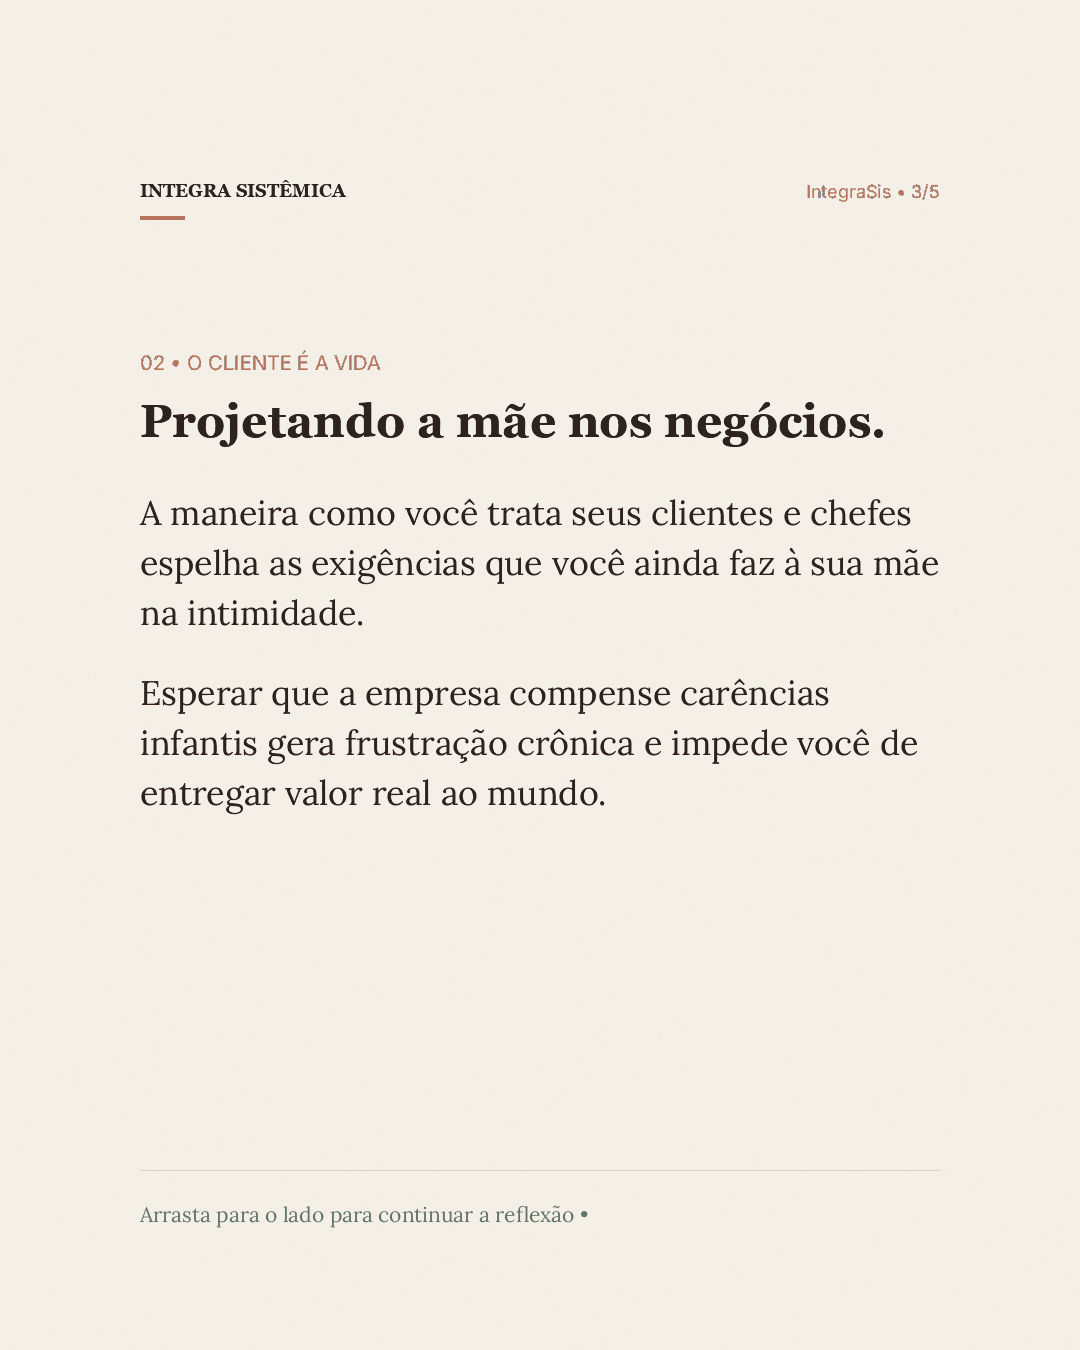 INTEGRA SISTÊMICA
IntegraSis • 3/5
02 • O CLIENTE É A VIDA
Projetando a mãe nos negócios.
A maneira como você trata seus clientes e chefes
espelha as exigências que você ainda faz à sua mãe
na intimidade.
Esperar que a empresa compense carências
infantis gera frustração crônica e impede você de
entregar valor real ao mundo.
Arrasta para o lado para continuar a reflexão •